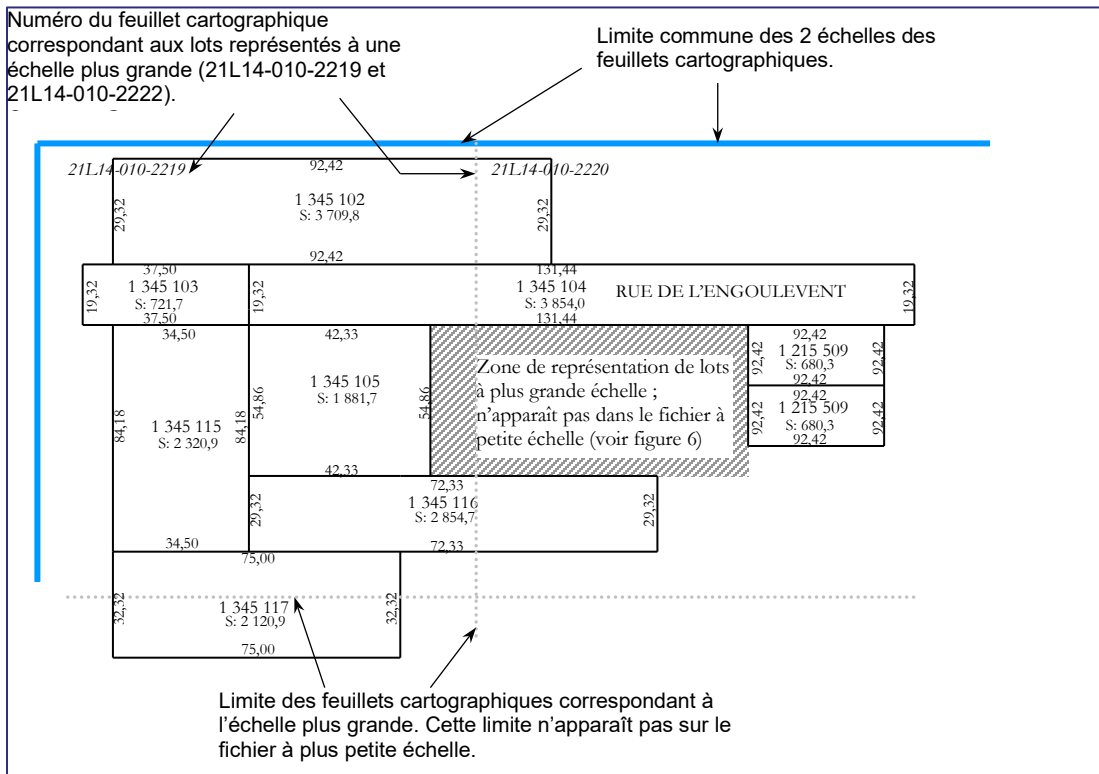 Numéro du feuillet cartographique
correspondant aux lots représentés à une
échelle plus grande (21L14-010-2219 et
21L14-010-2222).
Limite commune des 2 échelles des
feuillets cartographiques.
21L14-010-2219
92,42
21L14-010-2220
29,32
1 345 102
S: 3 709,8
29,32
92,42
37,50
131,44
19,32
1 345 103
S: 721,7
19,32
1 345 104
S: 3 854,0
RUE DE L'ENGOULEVENT
19,32
37,50
131,44
34,50
42,33
92,42
84,18
1 345 115
S: 2 320,9
84,18
54,86
1 345 105
S: 1 881,7
54,86
Zone de représentation de lots
à plus grande échelle ;
n'apparaît pas dans le fichier à
petite échelle (voir figure 6)
92,42
1 215 509
S: 680,3
92,42
92,42
92,42
92,42
1 215 509
S: 680,3
92,42
92,42
42,33
72,33
29,32
1 345 116
S: 2 854,7
29,32
34,50
72,33
75,00
32,32
1 345 117
S: 2 120,9
32,32
75,00
Limite des feuillets cartographiques correspondant à
l'échelle plus grande. Cette limite n'apparaît pas sur le
fichier à plus petite échelle.